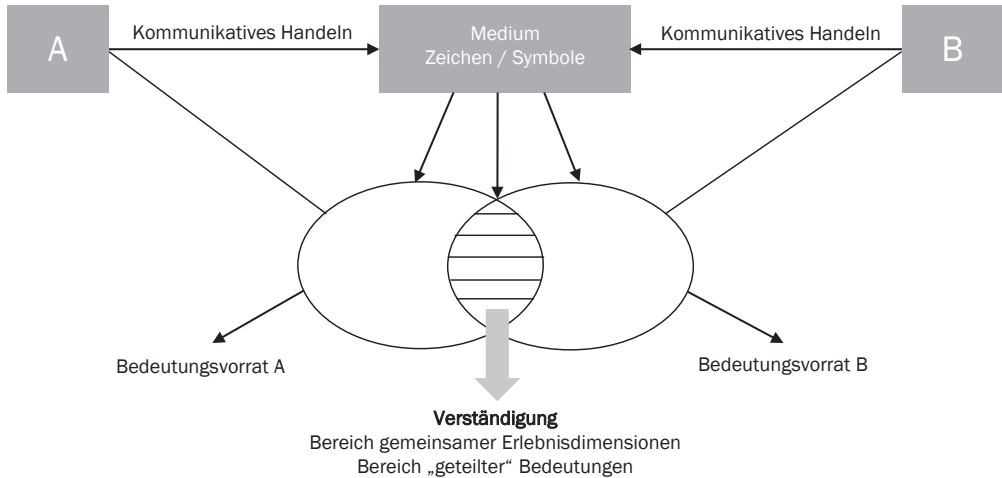 A
Kommunikatives Handeln
Medium
Zeichen / Symbole
Kommunikatives Handeln
B
Bedeutungsvorrat A
Bedeutungsvorrat B
Verständigung
Bereich gemeinsamer Erlebnisdimensionen
Bereich „geteilter“ Bedeutungen